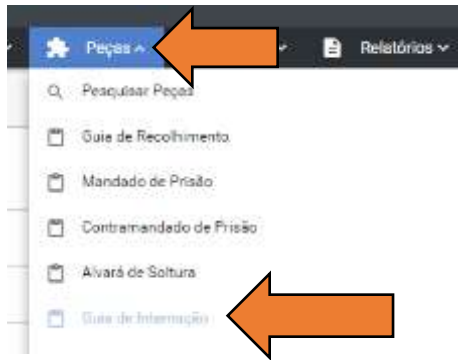 Peças
Relatórios
Pesquisar Peças
Guia de Recolhimento
Mandado de Prisão
Contramandado de Prisão
Alvará de Soltura
Guia de Internação